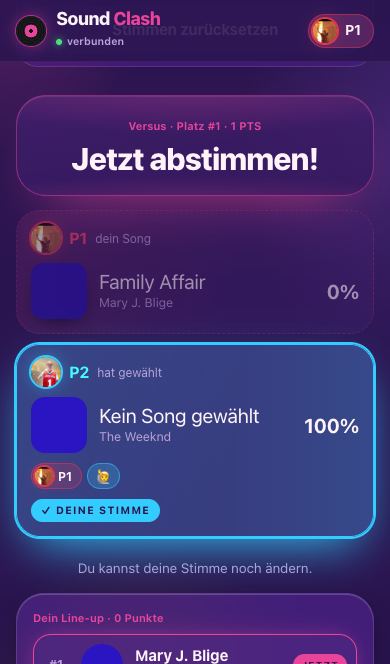 Sound Clash
Stimmen zurücksetzen
verbunden
P1
Versus · Platz #1 · 1 PTS
Jetzt abstimmen!
P1 dein Song
Family Affair
Mary J. Blige
0%
P2 hat gewählt
Kein Song gewählt
The Weeknd
100%
P1
✓ DEINE STIMME
Du kannst deine Stimme noch ändern.
Dein Line-up · 0 Punkte
#1
Mary J. Blige
JETZT